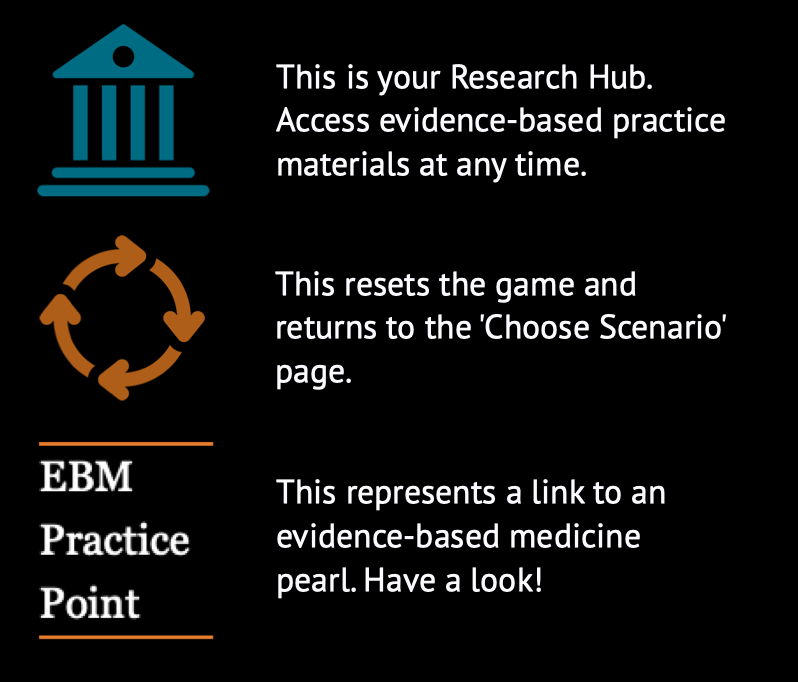 This is your Research Hub.
Access evidence-based practice
materials at any time.
This resets the game and
returns to the 'Choose Scenario'
page.
EBM
Practice
Point
This represents a link to an
evidence-based medicine
pearl. Have a look!